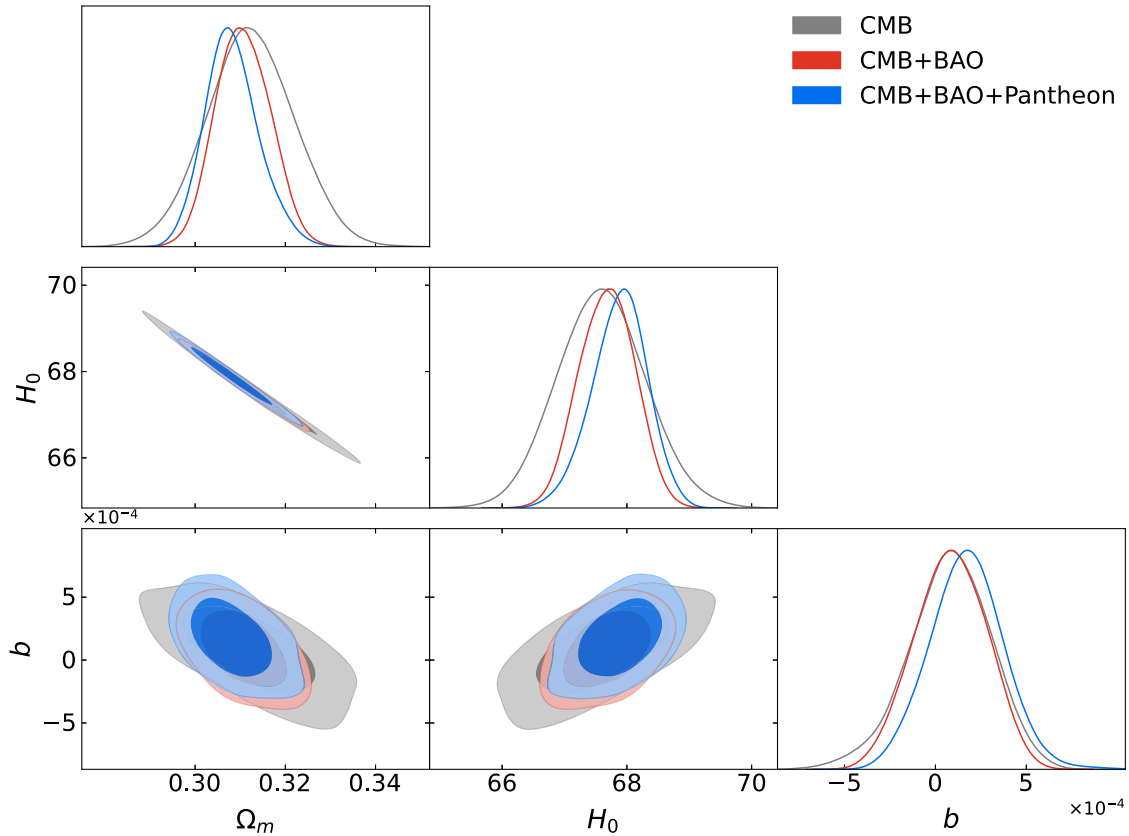 CMB
CMB+BAO
CMB+BAO+Pantheon
70
68
66
H₀
×10⁻⁴
5
0
−5
b
0.30 0.32 0.34
Ωₘ
66 68 70
H₀
−5 0 5
×10⁻⁴
b